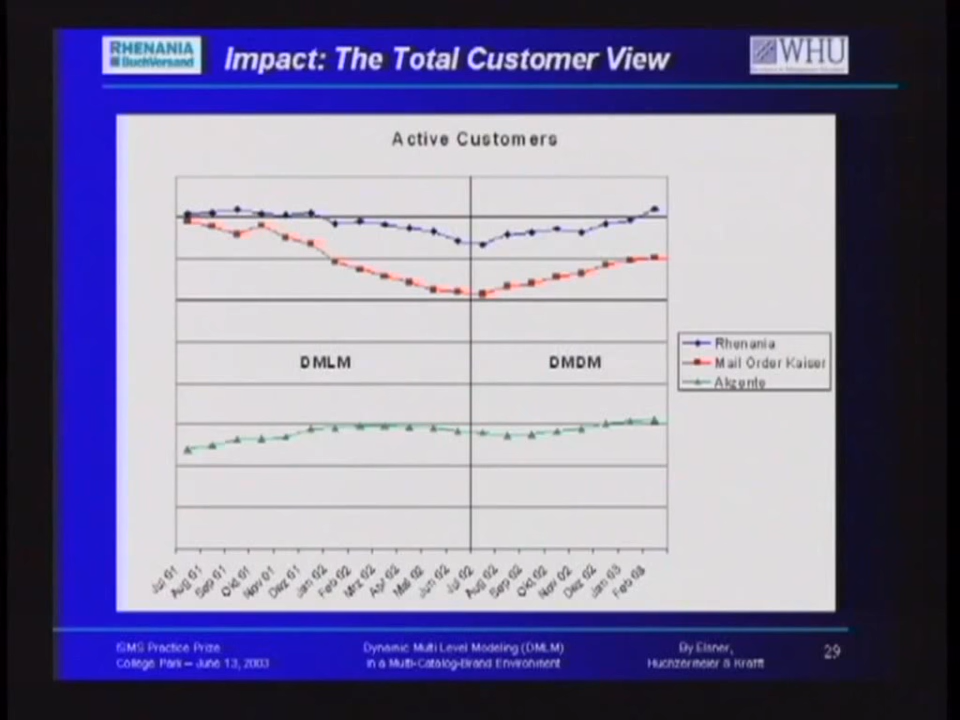 RHENANIA
BuchVersand
Impact: The Total Customer View
WHU
Active Customers
DMLM
DMDM
Rhenania
Mail Order Kaiser
Akzente
Jul 01
Aug 01
Sep 01
Okt 01
Nov 01
Dez 01
Jan 02
Feb 02
Mrz 02
Apr 02
Mai 02
Jun 02
Jul 02
Aug 02
Sep 02
Okt 02
Nov 02
Dez 02
Jan 03
Feb 03
ISMS Practice Prize
College Park – June 13, 2003
Dynamic Multi Level Modeling (DMLM)
in a Multi-Catalog-Brand Environment
By Elsner,
Huchzermeier & Krafft
29